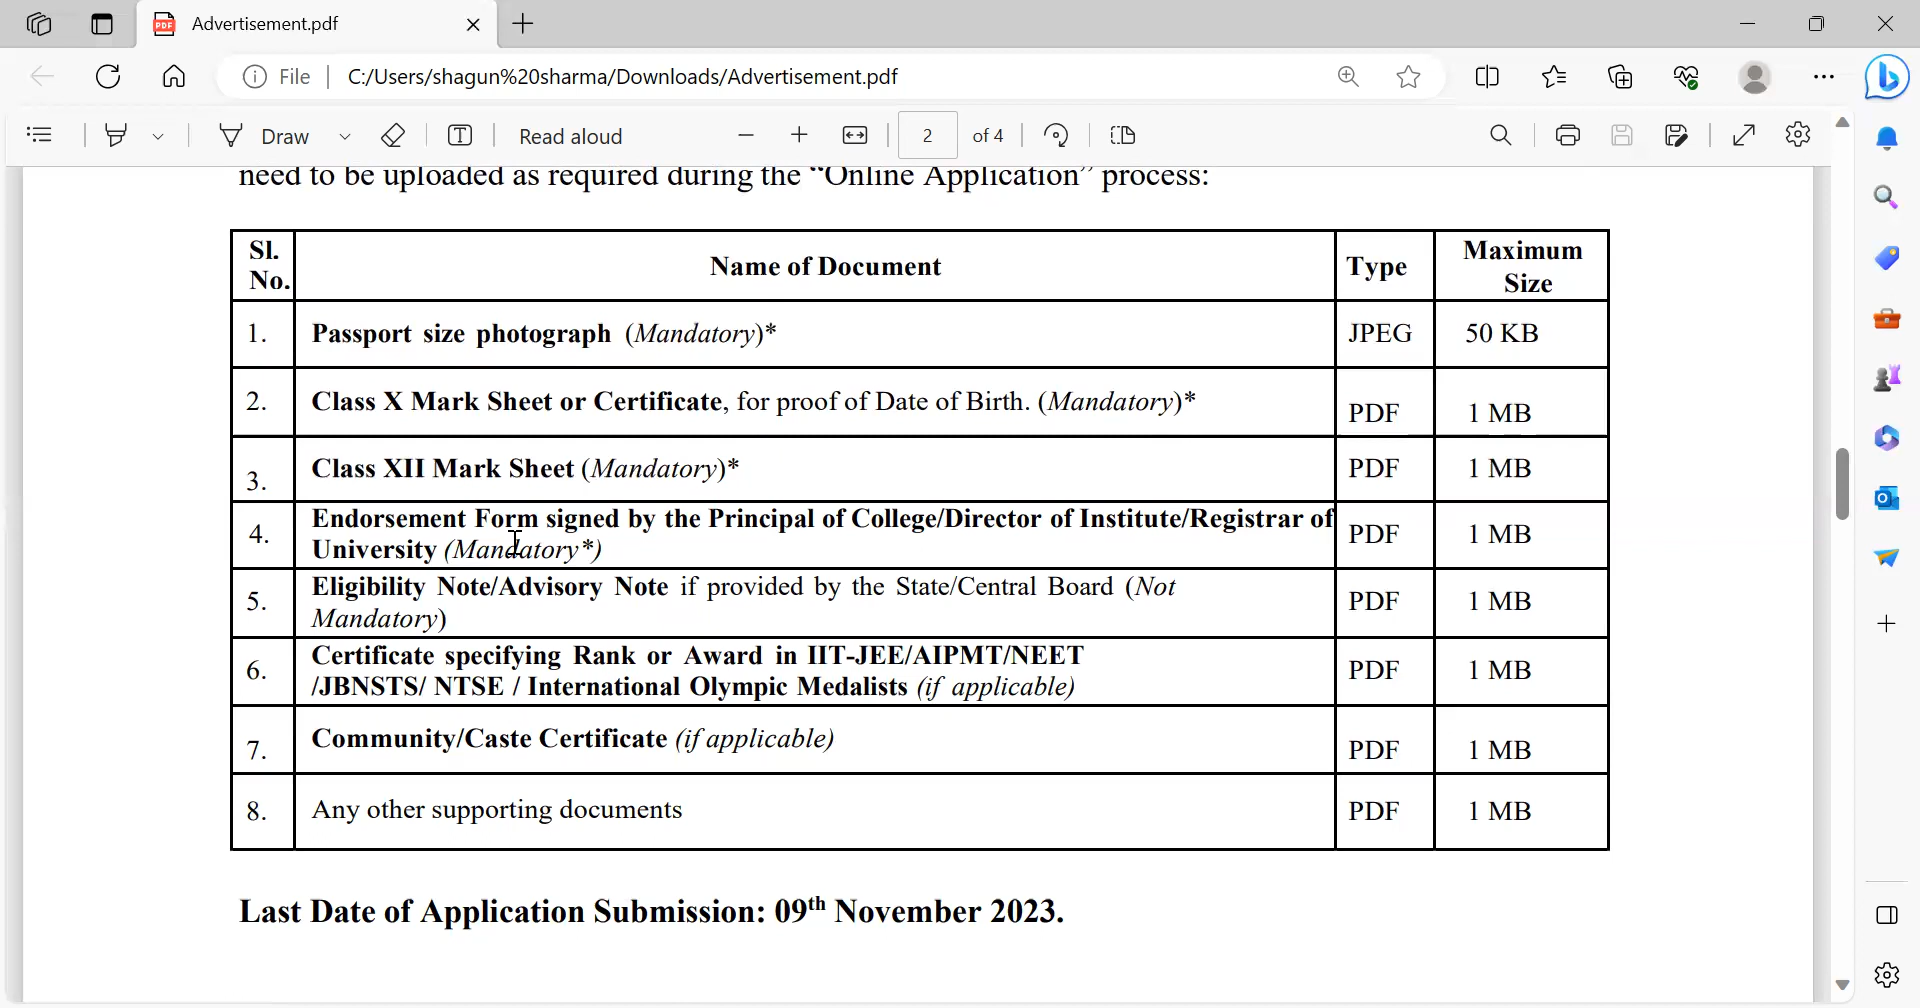 Advertisement.pdf
File
C:/Users/shagun%20sharma/Downloads/Advertisement.pdf
Draw
Read aloud
2 of 4
need to be uploaded as required during the “Online Application” process:
Sl. No. Name of Document Type Maximum Size
1. Passport size photograph (Mandatory)* JPEG 50 KB
2. Class X Mark Sheet or Certificate, for proof of Date of Birth. (Mandatory)* PDF 1 MB
3. Class XII Mark Sheet (Mandatory)* PDF 1 MB
4. Endorsement Form signed by the Principal of College/Director of Institute/Registrar of
University (Mandatory*) PDF 1 MB
5. Eligibility Note/Advisory Note if provided by the State/Central Board (Not
Mandatory) PDF 1 MB
6. Certificate specifying Rank or Award in IIT-JEE/AIPMT/NEET
/JBNSTS/ NTSE / International Olympic Medalists (if applicable) PDF 1 MB
7. Community/Caste Certificate (if applicable) PDF 1 MB
8. Any other supporting documents PDF 1 MB
Last Date of Application Submission: 09th November 2023.